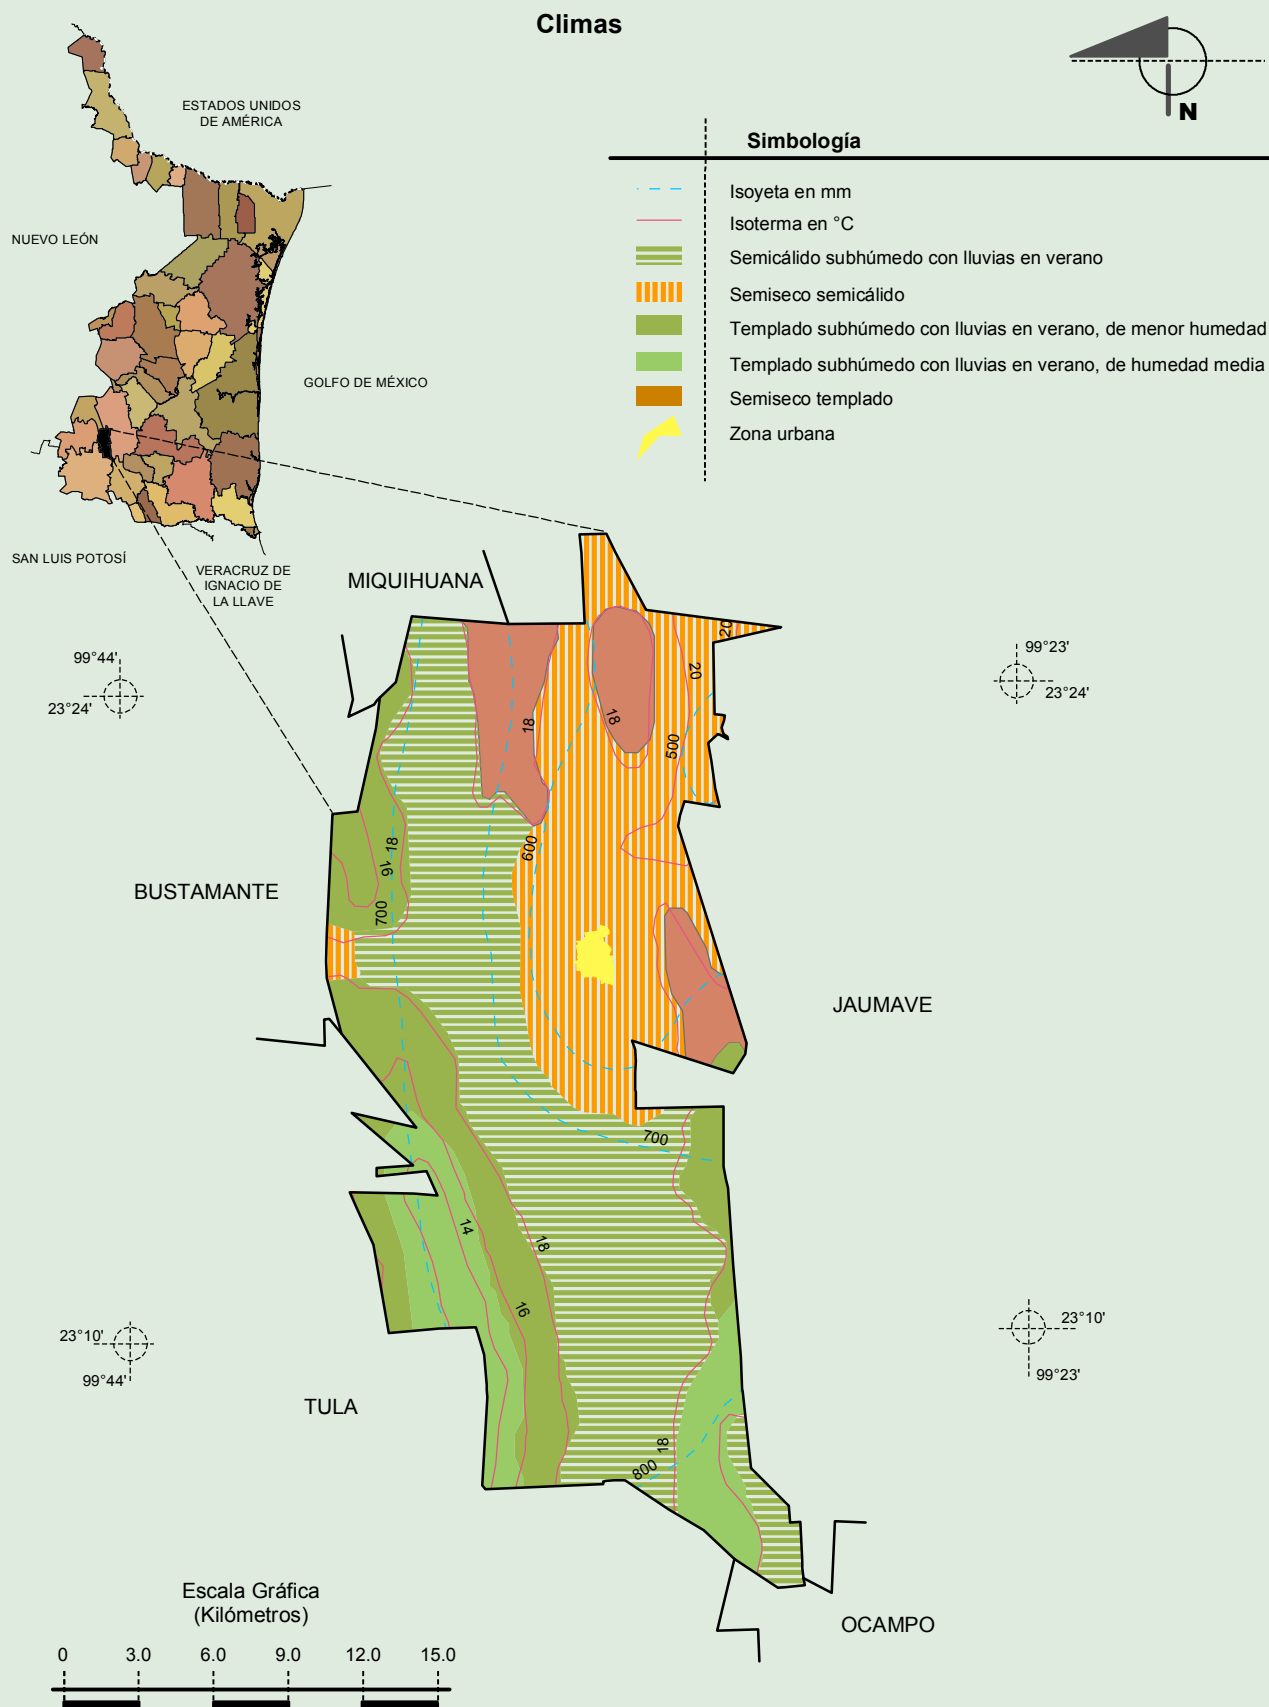 Climas
N
ESTADOS UNIDOS
DE AMÉRICA
NUEVO LEÓN
GOLFO DE MÉXICO
SAN LUIS POTOSÍ
VERACRUZ DE
IGNACIO DE
LA LLAVE
Simbología
Isoyeta en mm
Isoterma en °C
Semicálido subhúmedo con lluvias en verano
Semiseco semicálido
Templado subhúmedo con lluvias en verano, de menor humedad
Templado subhúmedo con lluvias en verano, de humedad media
Semiseco templado
Zona urbana
MIQUIHUANA
99°44'
23°24'
99°23'
23°24'
20
20
18
18
500
600
18
16
700
BUSTAMANTE
JAUMAVE
700
14
18
16
23°10'
99°44'
23°10'
99°23'
TULA
18
800
OCAMPO
Escala Gráfica
(Kilómetros)
0 3.0 6.0 9.0 12.0 15.0